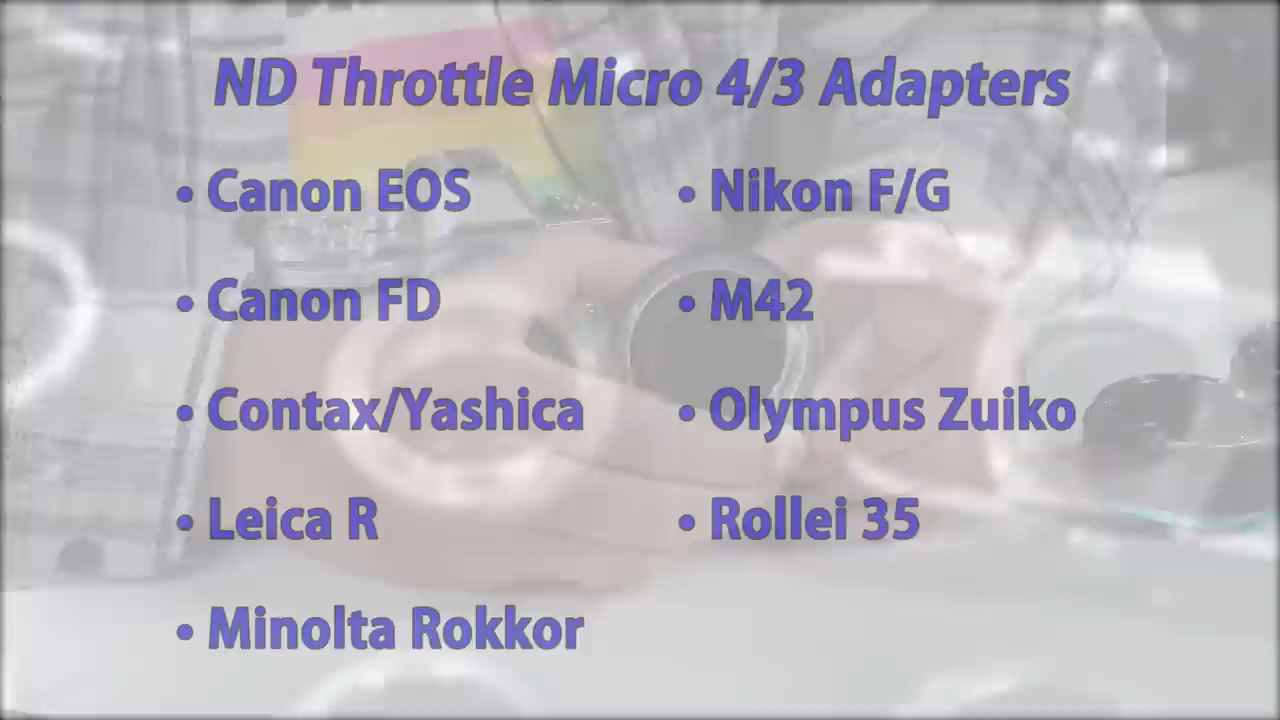 ND Throttle Micro 4/3 Adapters
• Canon EOS
• Canon FD
• Contax/Yashica
• Leica R
• Minolta Rokkor
• Nikon F/G
• M42
• Olympus Zuiko
• Rollei 35